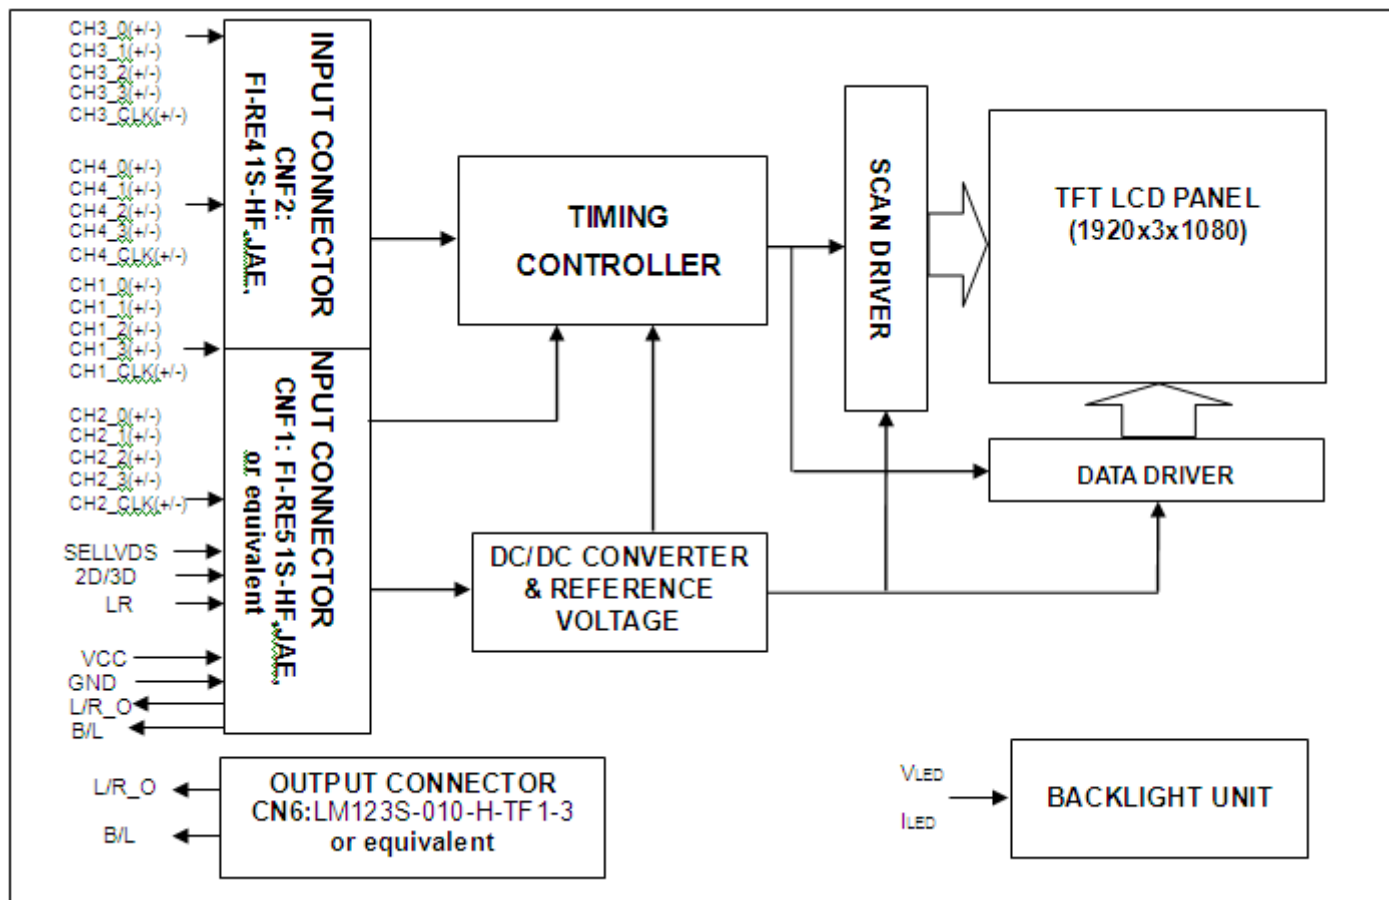 CH3_0(+/-)
CH3_1(+/-)
CH3_2(+/-)
CH3_3(+/-)
CH3_CLK(+/-)
CH4_0(+/-)
CH4_1(+/-)
CH4_2(+/-)
CH4_3(+/-)
CH4_CLK(+/-)
CH1_0(+/-)
CH1_1(+/-)
CH1_2(+/-)
CH1_3(+/-)
CH1_CLK(+/-)
CH2_0(+/-)
CH2_1(+/-)
CH2_2(+/-)
CH2_3(+/-)
CH2_CLK(+/-)
SELLVDS
2D/3D
LR
VCC
GND
L/R_O
B/L
INPUT CONNECTOR
CNF2:
FI-RE41S-HF,JAE,
NPUT CONNECTOR
CNF1: FI-RE51S-HF,JAE,
or equivalent
TIMING
CONTROLLER
DC/DC CONVERTER
& REFERENCE
VOLTAGE
SCAN DRIVER
TFT LCD PANEL
(1920x3x1080)
DATA DRIVER
L/R_O
B/L
OUTPUT CONNECTOR
CN6:LM123S-010-H-TF1-3
or equivalent
VLED
ILED
BACKLIGHT UNIT